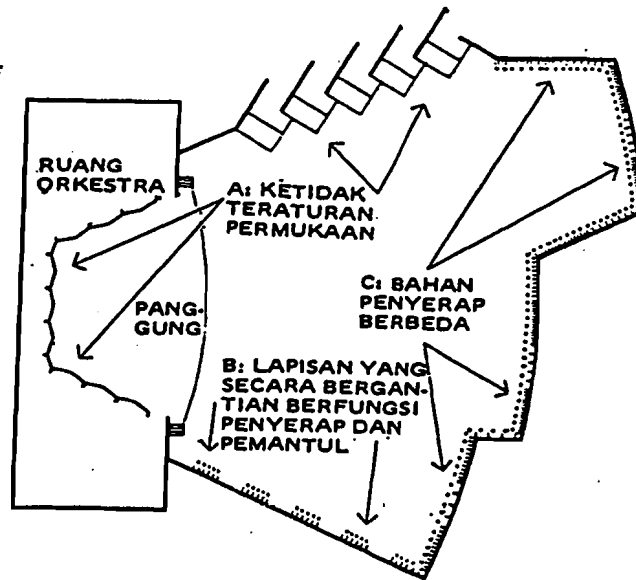 RUANG
ORKESTRA
A: KETIDAK
TERATURAN
PERMUKAAN
PANG-
GUNG
C: BAHAN
PENYERAP
BERBEDA
B: LAPISAN YANG
SECARA BERGAN-
TIAN BERFUNGSI
PENYERAP DAN
PEMANTUL